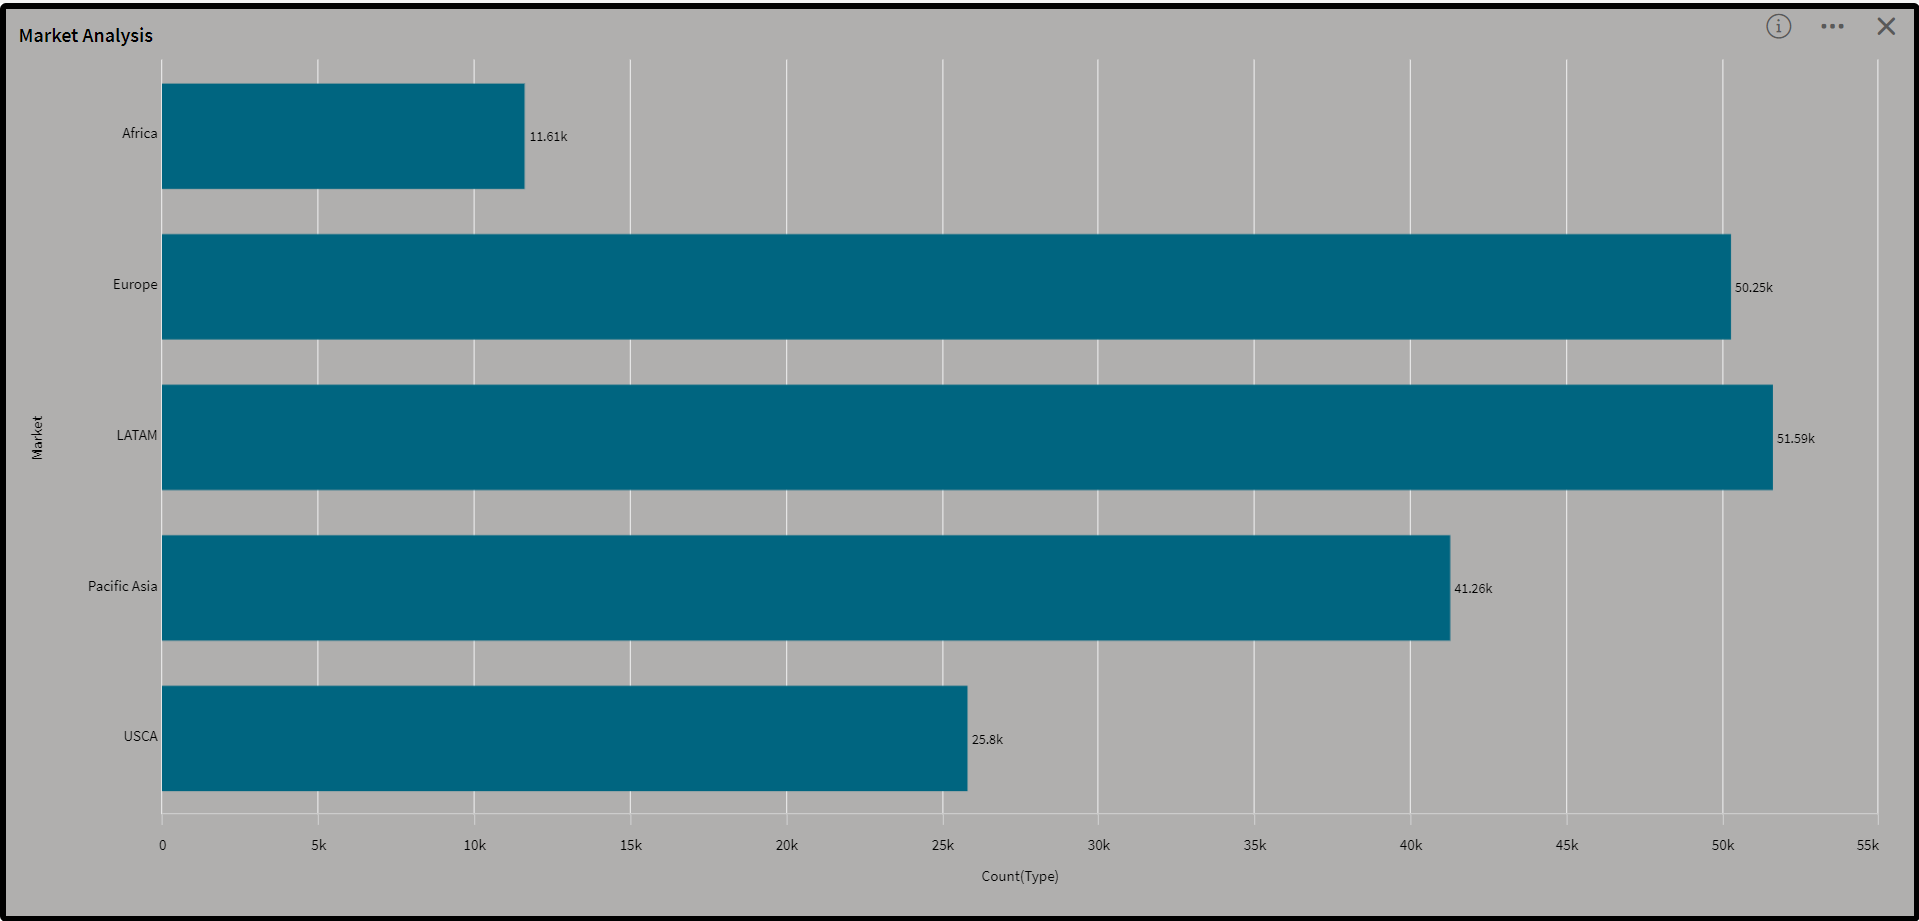 Market Analysis
Africa
11.61k
Europe
50.25k
Market
LATAM
51.59k
Pacific Asia
41.26k
USCA
25.8k
0 5k 10k 15k 20k 25k 30k 35k 40k 45k 50k 55k
Count(Type)